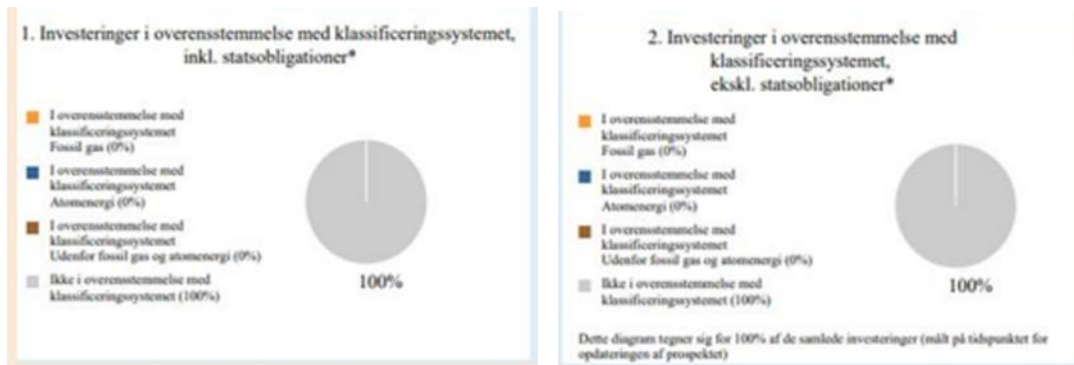 1. Investeringer i overensstemmelse med klassificeringssystemet,
inkl. statsobligationer*
I overensstemmelse med
klassificeringssystemet
Fossil gas (0%)
I overensstemmelse med
klassificeringssystemet
Atomenergi (0%)
I overensstemmelse med
klassificeringssystemet
Udenfor fossil gas og atomenergi (0%)
Ikke i overensstemmelse med
klassificeringssystemet (100%)
100%
2. Investeringer i overensstemmelse med
klassificeringssystemet,
ekskl. statsobligationer*
I overensstemmelse med
klassificeringssystemet
Fossil gas (0%)
I overensstemmelse med
klassificeringssystemet
Atomenergi (0%)
I overensstemmelse med
klassificeringssystemet
Udenfor fossil gas og atomenergi (0%)
Ikke i overensstemmelse med
klassificeringssystemet (100%)
100%
Dette diagram tegner sig for 100% af de samlede investeringer (målt på tidspunktet for
opdateringen af prospektet)